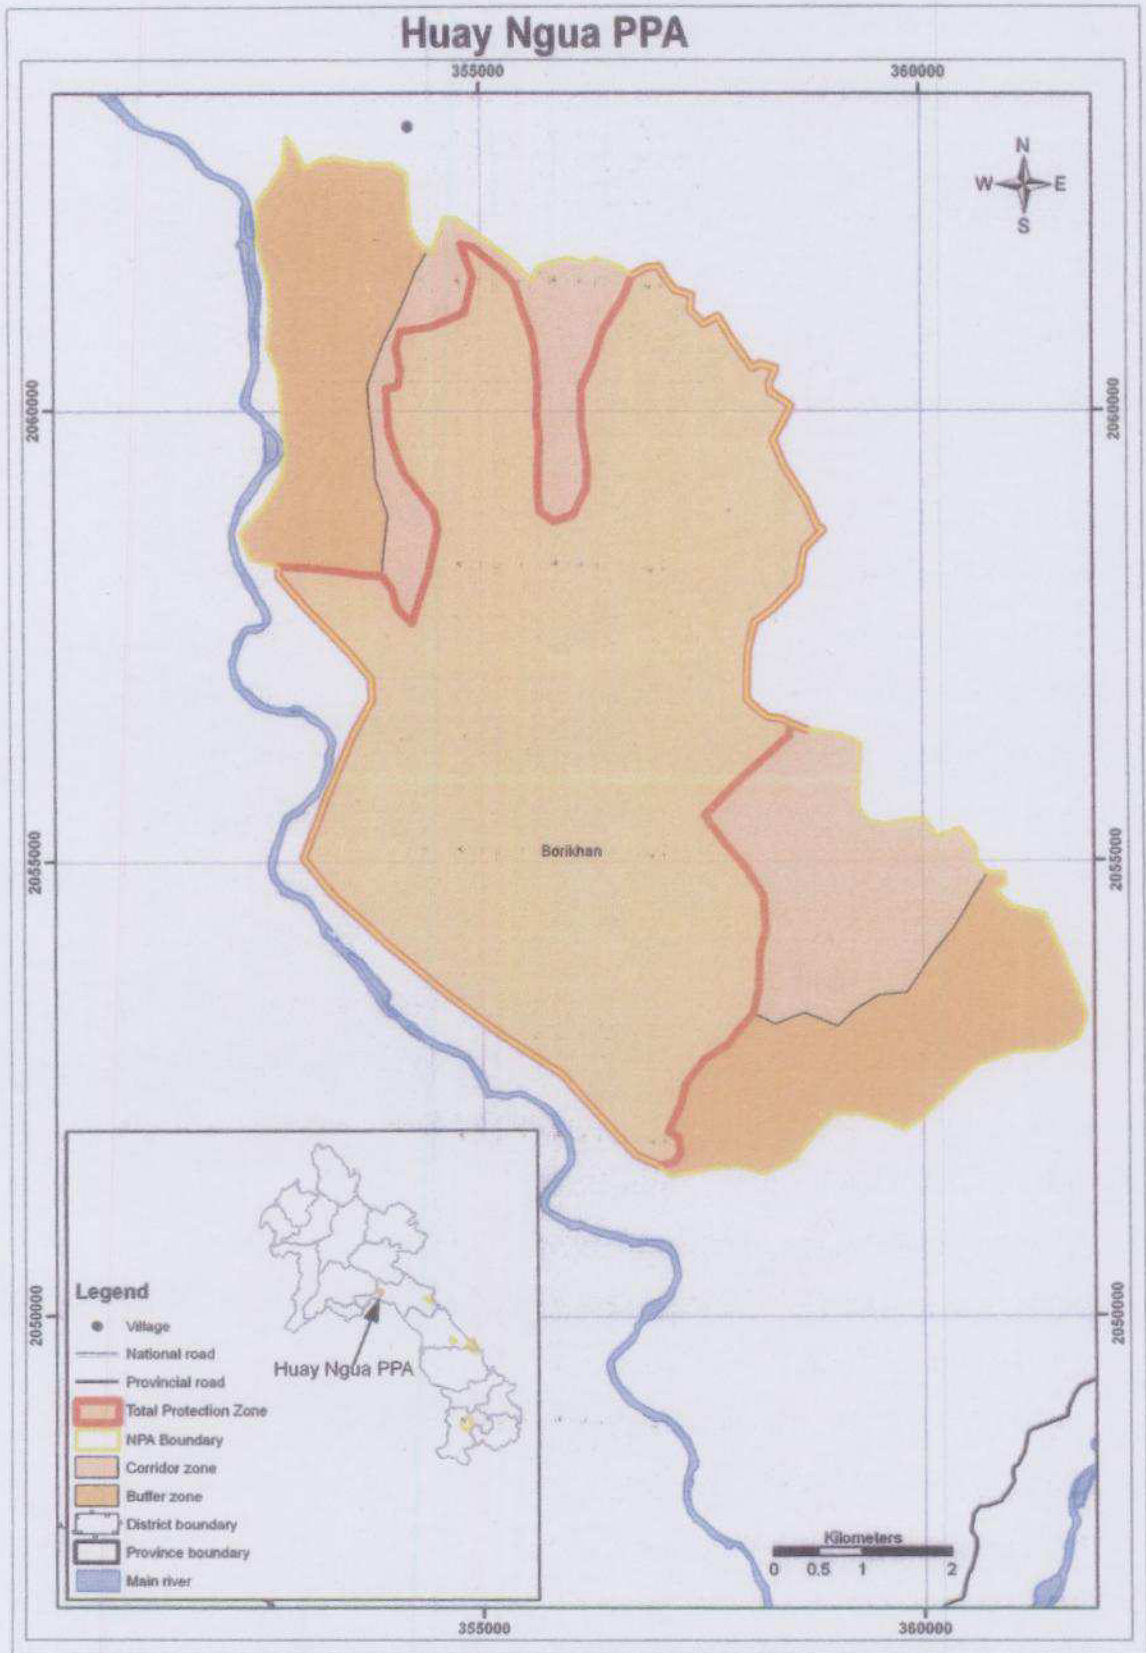 Huay Ngua PPA
355000
360000
N
W E
S
2060000
2060000
Borikhan
2055000
2055000
2050000
2050000
Huay Ngua PPA
Legend
Village
National road
Provincial road
Total Protection Zone
NPA Boundary
Corridor zone
Buffer zone
District boundary
Province boundary
Main river
Kilometers
0 0.5 1 2
355000
360000